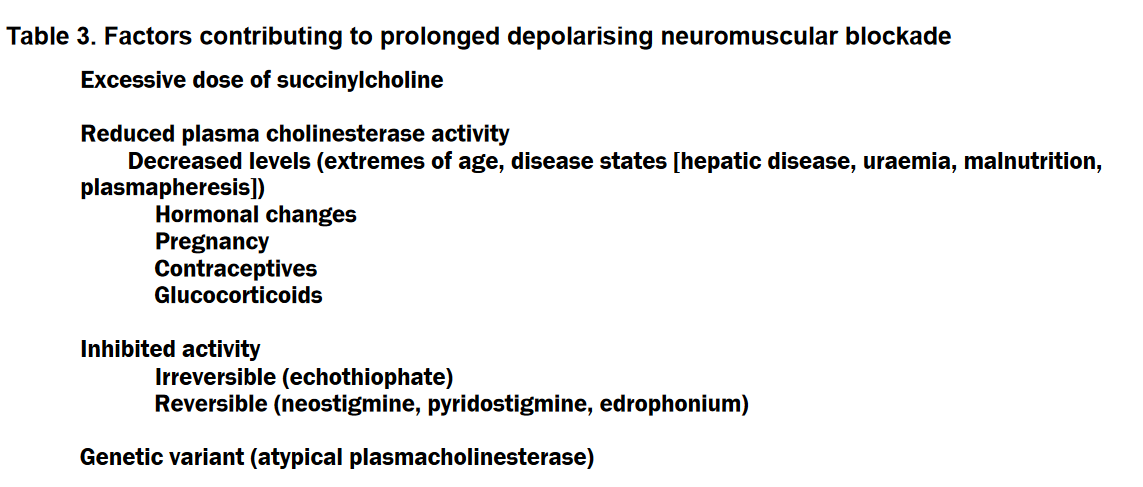 Table 3. Factors contributing to prolonged depolarising neuromuscular blockade
Excessive dose of succinylcholine
Reduced plasma cholinesterase activity
Decreased levels (extremes of age, disease states [hepatic disease, uraemia, malnutrition,
plasmapheresis])
Hormonal changes
Pregnancy
Contraceptives
Glucocorticoids
Inhibited activity
Irreversible (echothiophate)
Reversible (neostigmine, pyridostigmine, edrophonium)
Genetic variant (atypical plasmacholinesterase)